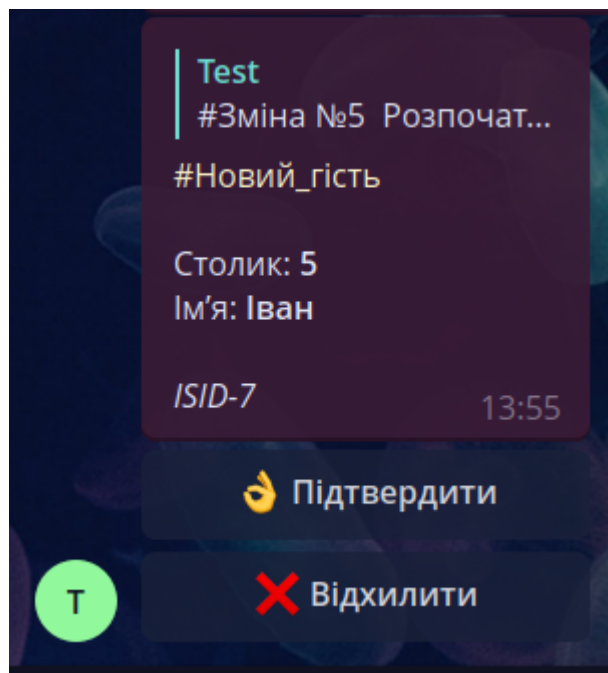 Test
#Зміна №5 Розпочат...
#Новий_гість
Столик: 5
Ім’я: Іван
ISID-7
13:55
👌 Підтвердити
❌ Відхилити
T